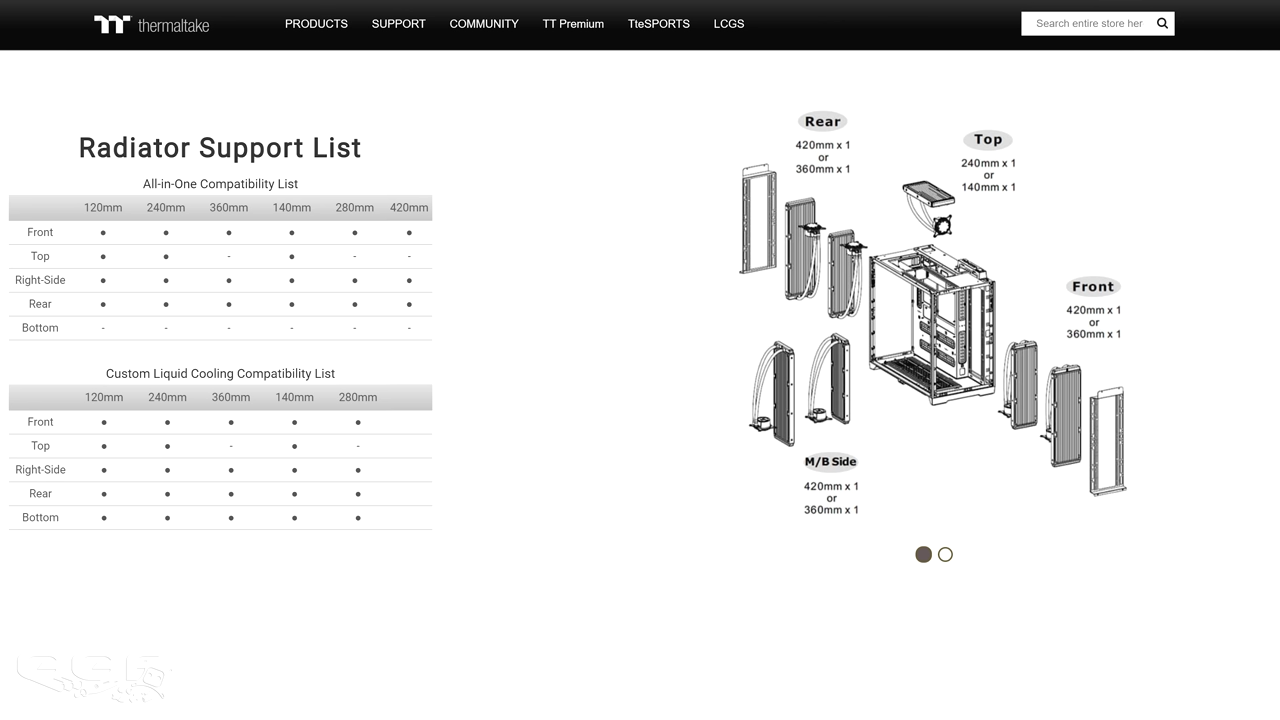 thermaltake
PRODUCTS SUPPORT COMMUNITY TT Premium TteSPORTS LCGS
Search entire store her
Radiator Support List
All-in-One Compatibility List
120mm 240mm 360mm 140mm 280mm 420mm
Front ● ● ● ● ● ●
Top ● ● - ● - -
Right-Side ● ● ● ● ● ●
Rear ● ● ● ● ● ●
Bottom - - - - - -
Custom Liquid Cooling Compatibility List
120mm 240mm 360mm 140mm 280mm
Front ● ● ● ● ●
Top ● ● - ● -
Right-Side ● ● ● ● ●
Rear ● ● ● ● ●
Bottom ● ● ● ● ●
Rear
420mm x 1
or
360mm x 1
Top
240mm x 1
or
140mm x 1
Front
420mm x 1
or
360mm x 1
M/B Side
420mm x 1
or
360mm x 1